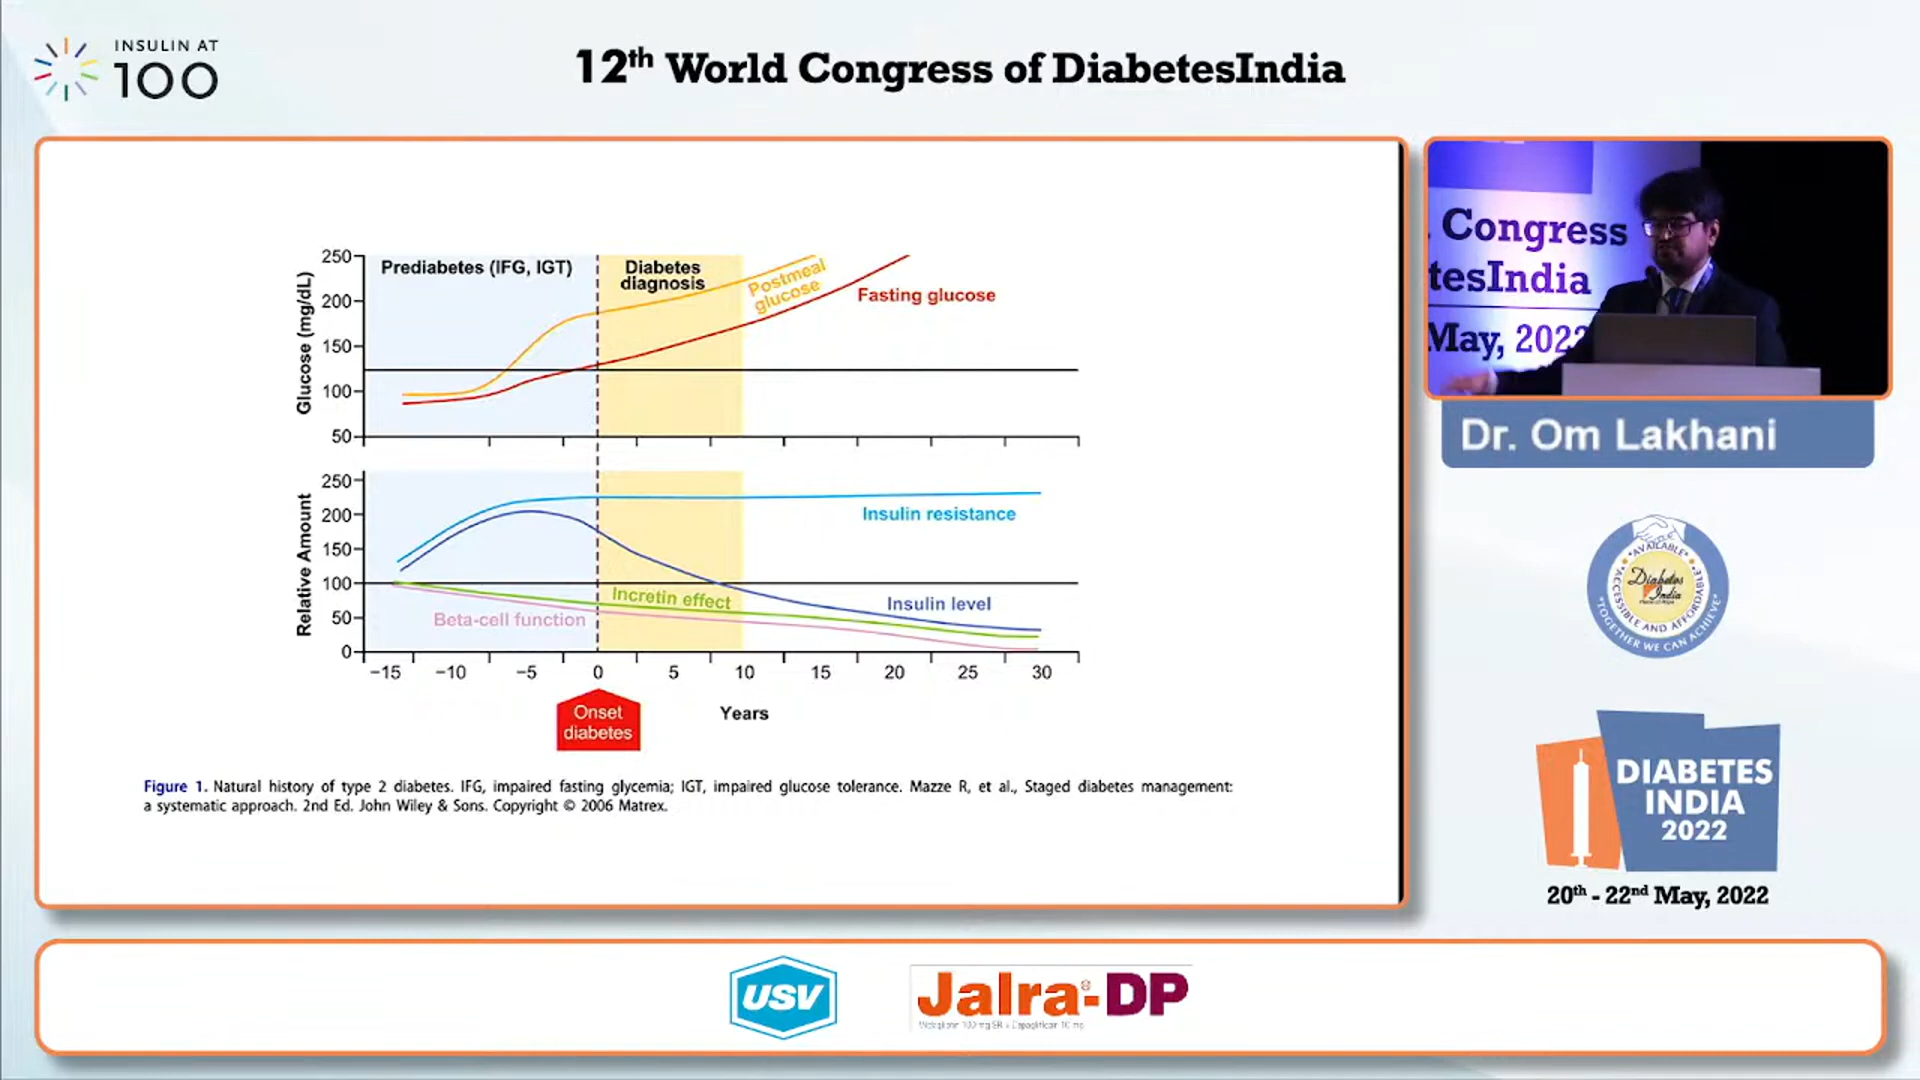 INSULIN AT
100
12th World Congress of DiabetesIndia
Prediabetes (IFG, IGT)
Diabetes
diagnosis
Postmeal
glucose
Fasting glucose
Glucose (mg/dL)
250
200
150
100
50
Insulin resistance
Insulin level
Incretin effect
Beta-cell function
Relative Amount
250
200
150
100
50
0
−15 −10 −5 0 5 10 15 20 25 30
Onset
diabetes
Years
Figure 1. Natural history of type 2 diabetes. IFG, impaired fasting glycemia; IGT, impaired glucose tolerance. Mazze R, et al., Staged diabetes management:
a systematic approach. 2nd Ed. John Wiley & Sons. Copyright © 2006 Matrex.
Congress
tesIndia
May, 2022
Dr. Om Lakhani
"AVAILABLE"
"ACCESSIBLE AND AFFORDABLE"
Diabetes
India
"TOGETHER WE CAN ACHIEVE"
DIABETES
INDIA
2022
20th - 22nd May, 2022
USV
Jalra®-DP